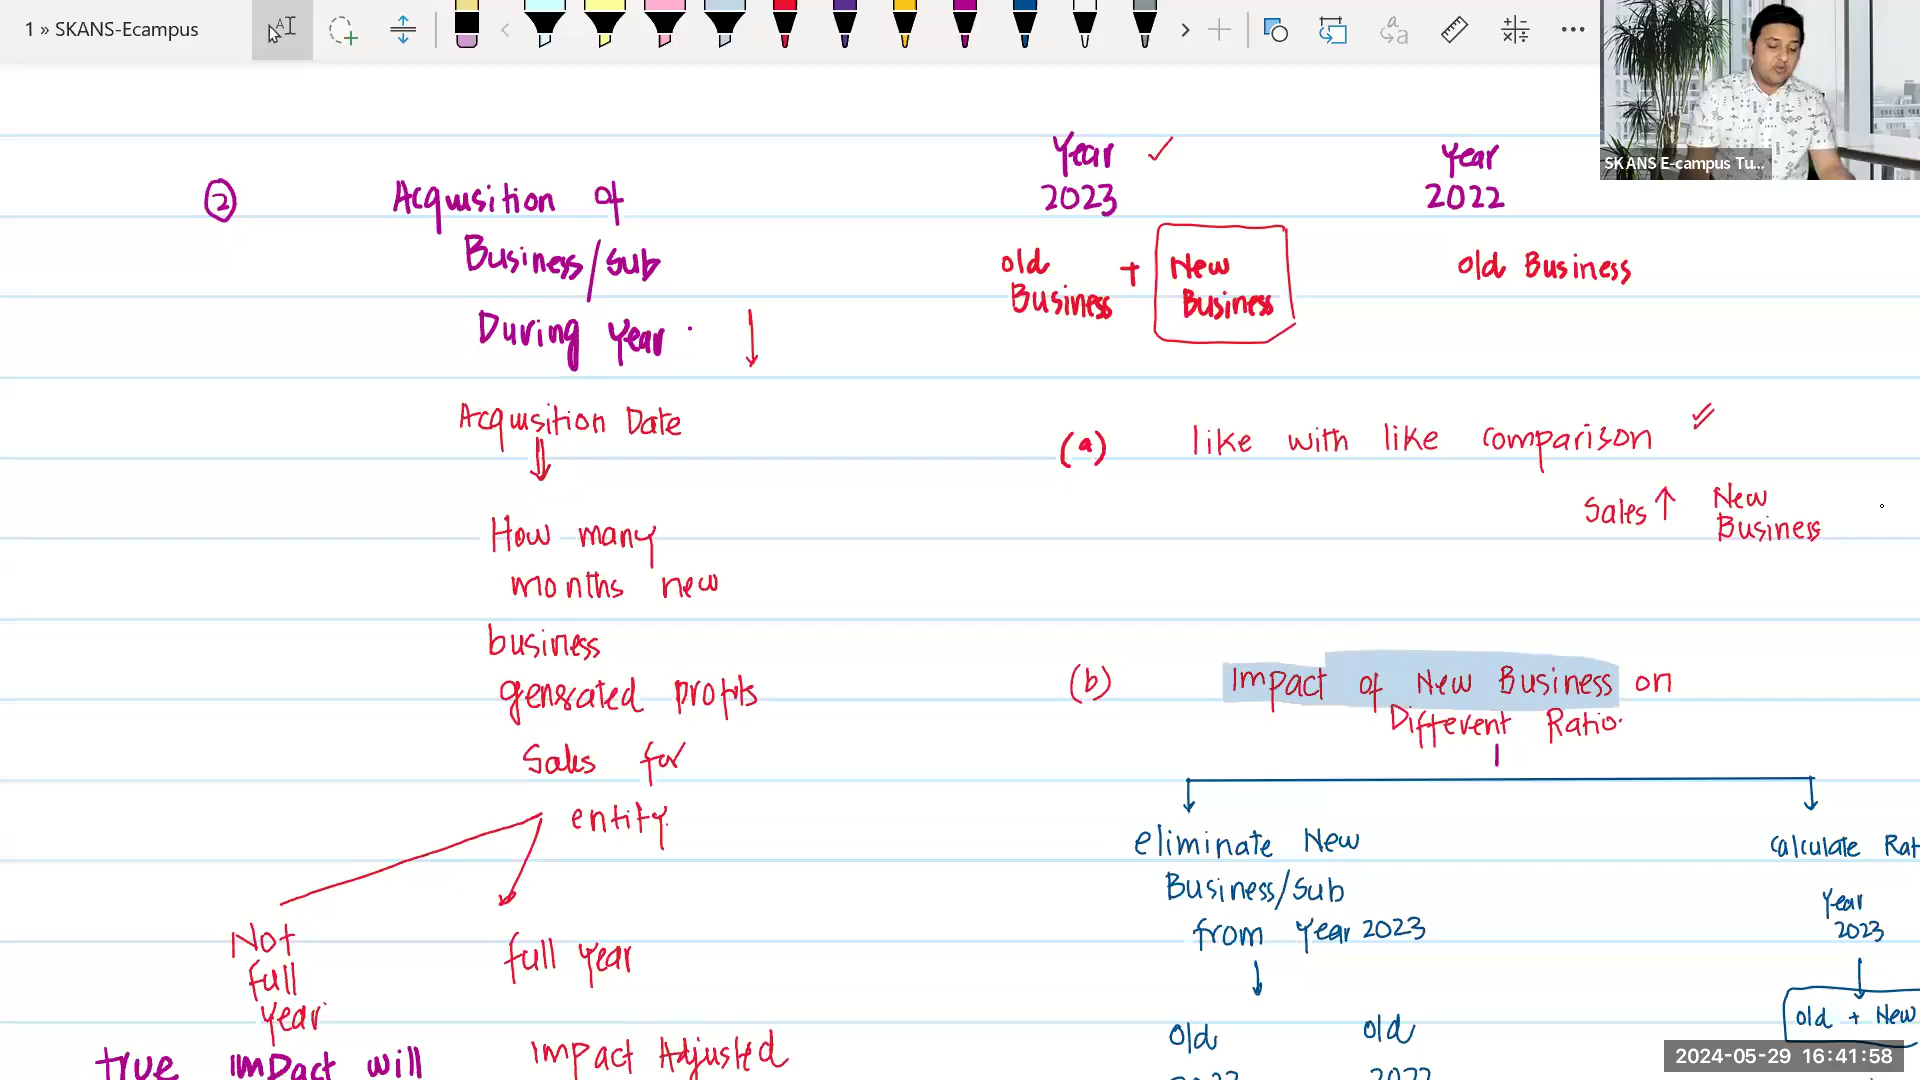 1 » SKANS-Ecampus
SKANS E-campus Tu...
②
Acquisition of
Business/Sub
During Year
Acqusition Date
How many
months new
business
generated profits
Sales for
entity
Not
full
year
full year
true impact will
Impact Adjusted
Year
2023
Year
2022
old
Business
+
New
Business
old Business
(a) like with like comparison
Sales ↑ New
Business
(b) Impact of New Business on
Different Ratio.
eliminate New
Business/Sub
from Year 2023
old
old
2022
Calculate Rat
Year
2023
old + New
2024-05-29 16:41:58